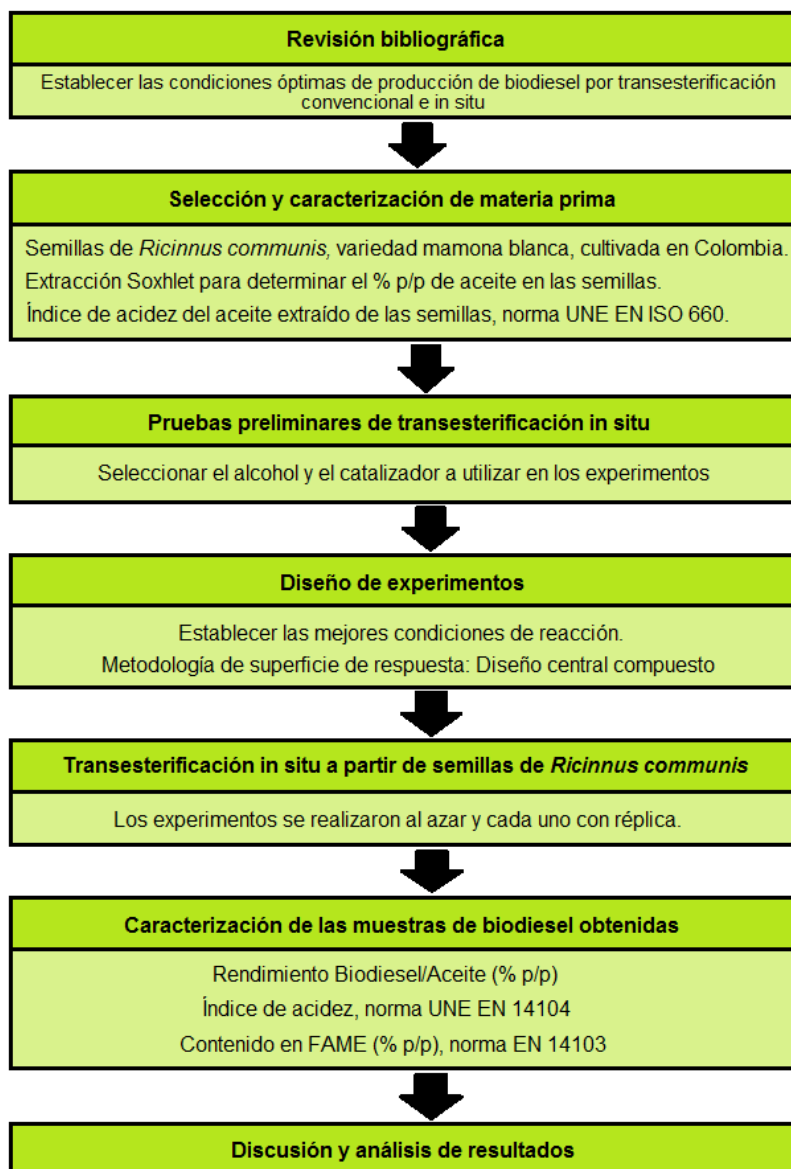 Revisión bibliográfica
Establecer las condiciones óptimas de producción de biodiesel por transesterificación
convencional e in situ
Selección y caracterización de materia prima
Semillas de Ricinnus communis, variedad mamona blanca, cultivada en Colombia.
Extracción Soxhlet para determinar el % p/p de aceite en las semillas.
Índice de acidez del aceite extraído de las semillas, norma UNE EN ISO 660.
Pruebas preliminares de transesterificación in situ
Seleccionar el alcohol y el catalizador a utilizar en los experimentos
Diseño de experimentos
Establecer las mejores condiciones de reacción.
Metodología de superficie de respuesta: Diseño central compuesto
Transesterificación in situ a partir de semillas de Ricinnus communis
Los experimentos se realizaron al azar y cada uno con réplica.
Caracterización de las muestras de biodiesel obtenidas
Rendimiento Biodiesel/Aceite (% p/p)
Índice de acidez, norma UNE EN 14104
Contenido en FAME (% p/p), norma EN 14103
Discusión y análisis de resultados